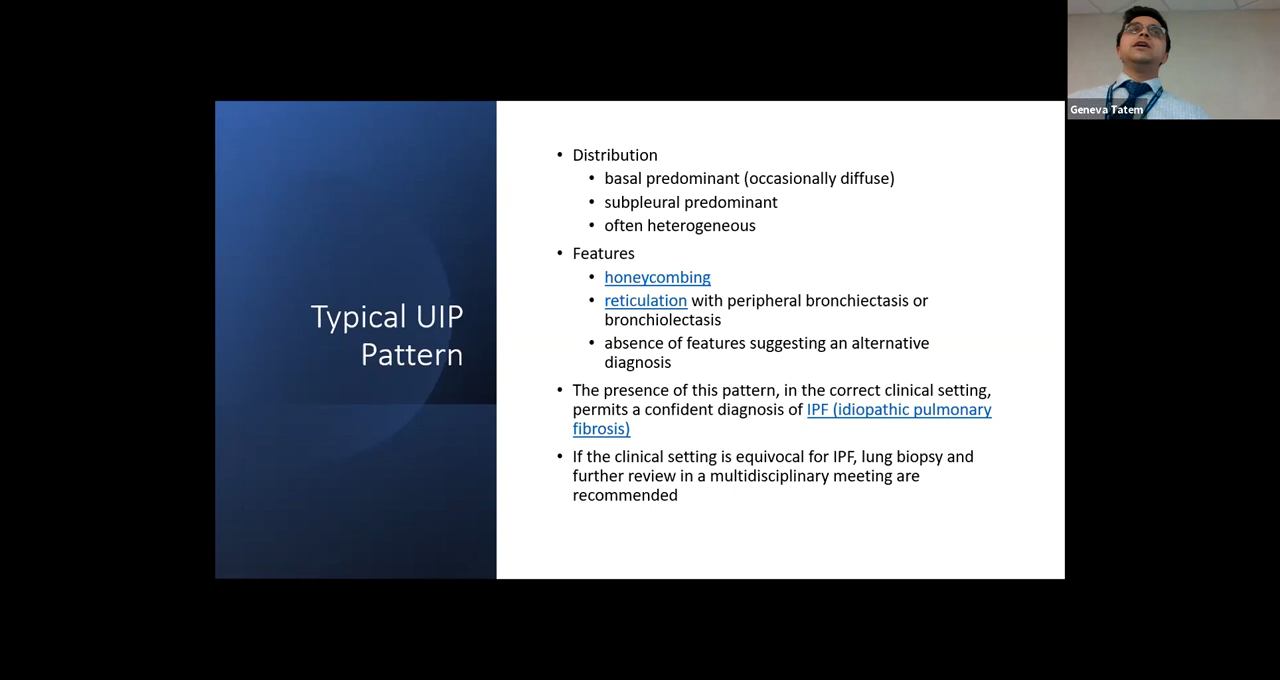 Geneva Tatem
Typical UIP
Pattern
• Distribution
• basal predominant (occasionally diffuse)
• subpleural predominant
• often heterogeneous
• Features
• honeycombing
• reticulation with peripheral bronchiectasis or
bronchiolectasis
• absence of features suggesting an alternative
diagnosis
• The presence of this pattern, in the correct clinical setting,
permits a confident diagnosis of IPF (idiopathic pulmonary
fibrosis)
• If the clinical setting is equivocal for IPF, lung biopsy and
further review in a multidisciplinary meeting are
recommended